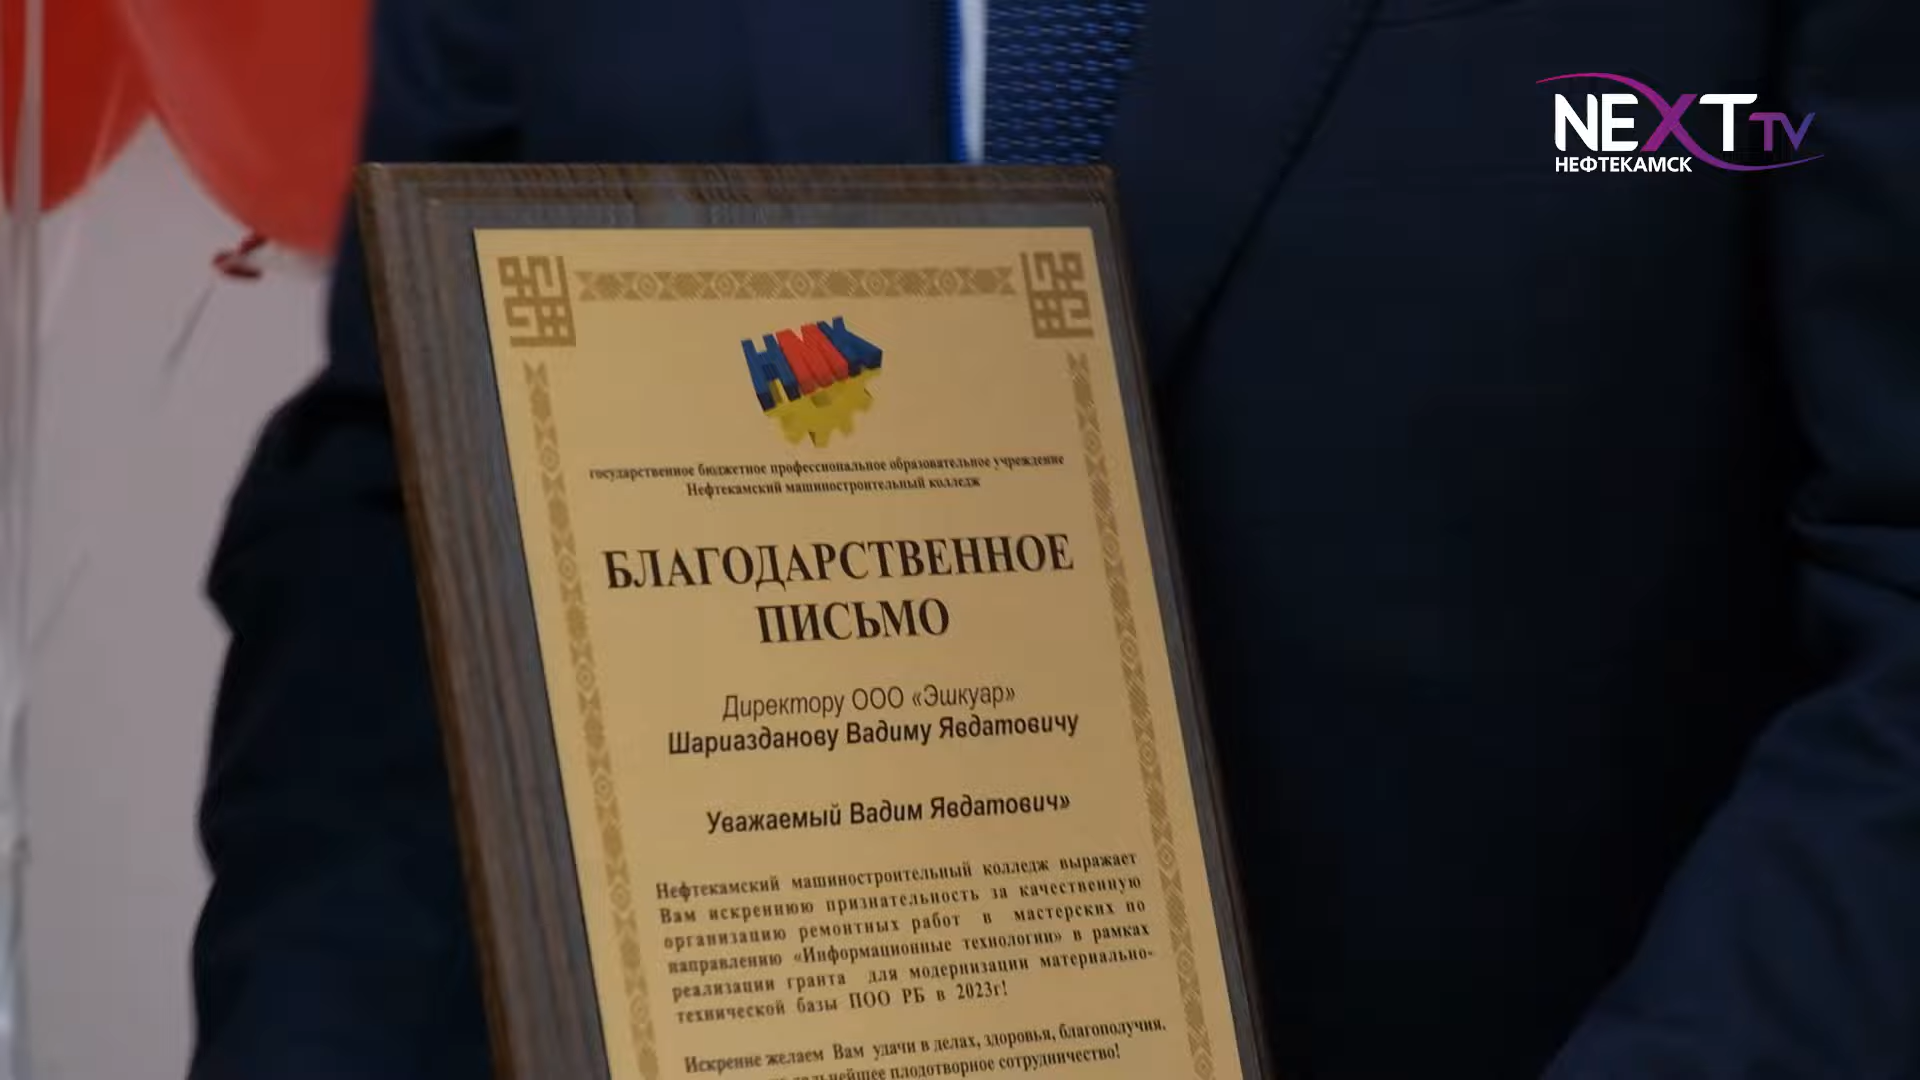 NEXT TV
НЕФТЕКАМСК
НМК
государственное бюджетное профессиональное образовательное учреждение
Нефтекамский машиностроительный колледж
БЛАГОДАРСТВЕННОЕ
ПИСЬМО
Директору ООО «Эшкуар»
Шариазданову Вадиму Явдатовичу
Уважаемый Вадим Явдатович»
Нефтекамский машиностроительный колледж выражает
Вам искреннюю признательность за качественную
организацию ремонтных работ в мастерских по
направлению «Информационные технологии» в рамках
реализации гранта для модернизации материально-
технической базы ПОО РБ в 2023г!
Искренне желаем Вам удачи в делах, здоровья, благополучия.
плодотворное сотрудничество!